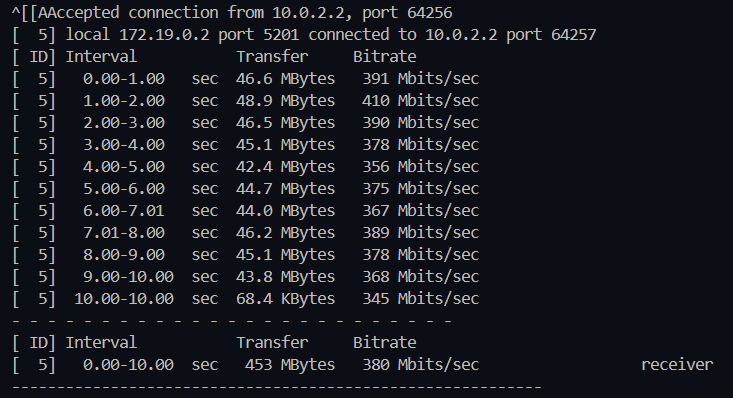 ^[[AAccepted connection from 10.0.2.2, port 64256
[  5] local 172.19.0.2 port 5201 connected to 10.0.2.2 port 64257
[ ID] Interval           Transfer     Bitrate
[  5]   0.00-1.00   sec  46.6 MBytes   391 Mbits/sec
[  5]   1.00-2.00   sec  48.9 MBytes   410 Mbits/sec
[  5]   2.00-3.00   sec  46.5 MBytes   390 Mbits/sec
[  5]   3.00-4.00   sec  45.1 MBytes   378 Mbits/sec
[  5]   4.00-5.00   sec  42.4 MBytes   356 Mbits/sec
[  5]   5.00-6.00   sec  44.7 MBytes   375 Mbits/sec
[  5]   6.00-7.01   sec  44.0 MBytes   367 Mbits/sec
[  5]   7.01-8.00   sec  46.2 MBytes   389 Mbits/sec
[  5]   8.00-9.00   sec  45.1 MBytes   378 Mbits/sec
[  5]   9.00-10.00  sec  43.8 MBytes   368 Mbits/sec
[  5]  10.00-10.00  sec  68.4 KBytes   345 Mbits/sec
- - - - - - - - - - - - - - - - - - - - - - - - -
[ ID] Interval           Transfer     Bitrate
[  5]   0.00-10.00  sec   453 MBytes   380 Mbits/sec                  receiver
-----------------------------------------------------------